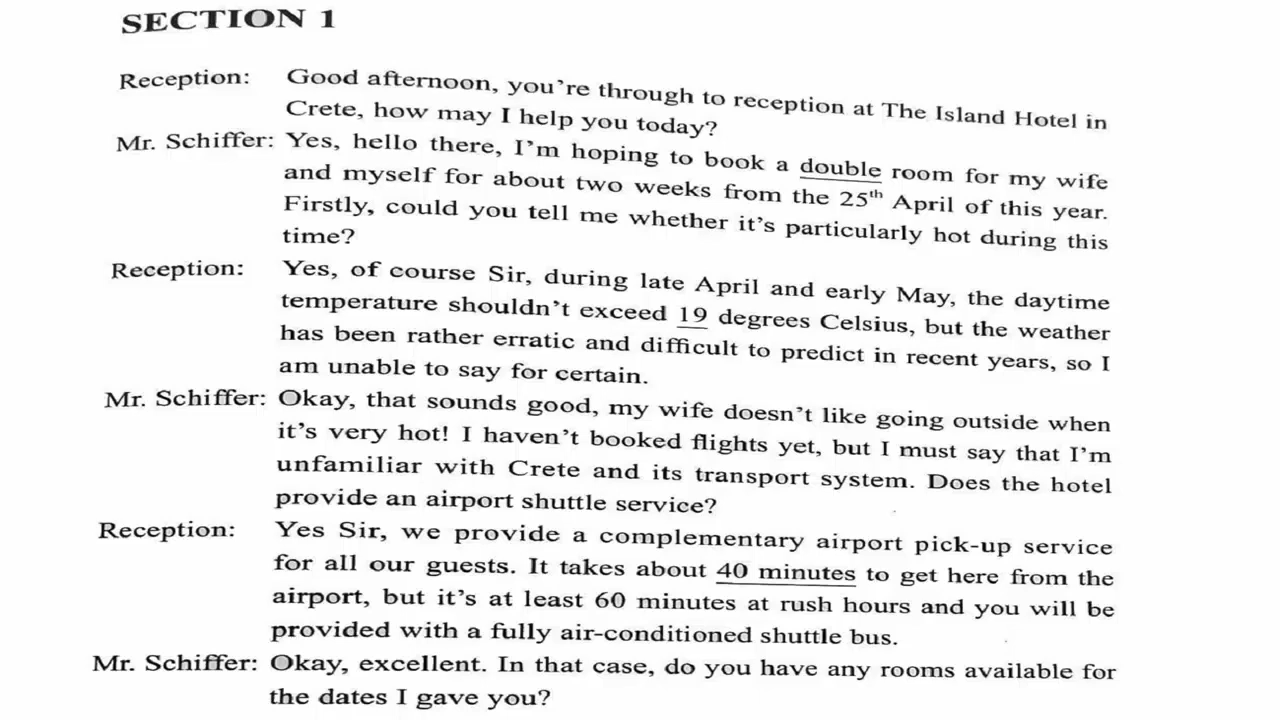 SECTION 1
Reception: Good afternoon, you're through to reception at The Island Hotel in
Crete, how may I help you today?
Mr. Schiffer: Yes, hello there, I'm hoping to book a double room for my wife
and myself for about two weeks from the 25th April of this year.
Firstly, could you tell me whether it's particularly hot during this
time?
Reception: Yes, of course Sir, during late April and early May, the daytime
temperature shouldn't exceed 19 degrees Celsius, but the weather
has been rather erratic and difficult to predict in recent years, so I
am unable to say for certain.
Mr. Schiffer: Okay, that sounds good, my wife doesn't like going outside when
it's very hot! I haven't booked flights yet, but I must say that I'm
unfamiliar with Crete and its transport system. Does the hotel
provide an airport shuttle service?
Reception: Yes Sir, we provide a complementary airport pick-up service
for all our guests. It takes about 40 minutes to get here from the
airport, but it's at least 60 minutes at rush hours and you will be
provided with a fully air-conditioned shuttle bus.
Mr. Schiffer: Okay, excellent. In that case, do you have any rooms available for
the dates I gave you?